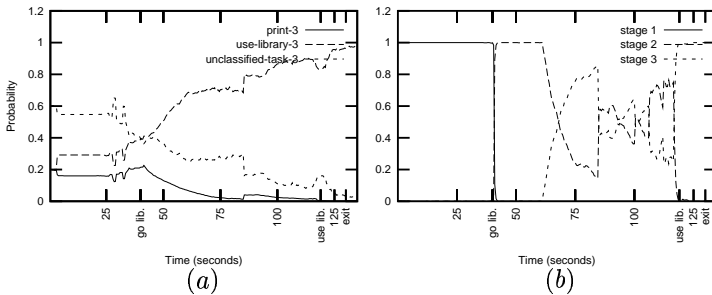 1.2
1
0.8
0.6
0.4
0.2
0
Probability
print-3
use-library-3
unclassified-task-3
25
go lib.
50
75
100
use lib.
125
exit
Time (seconds)
(a)
1.2
1
0.8
0.6
0.4
0.2
0
stage 1
stage 2
stage 3
25
go lib.
50
75
100
use lib.
125
exit
Time (seconds)
(b)